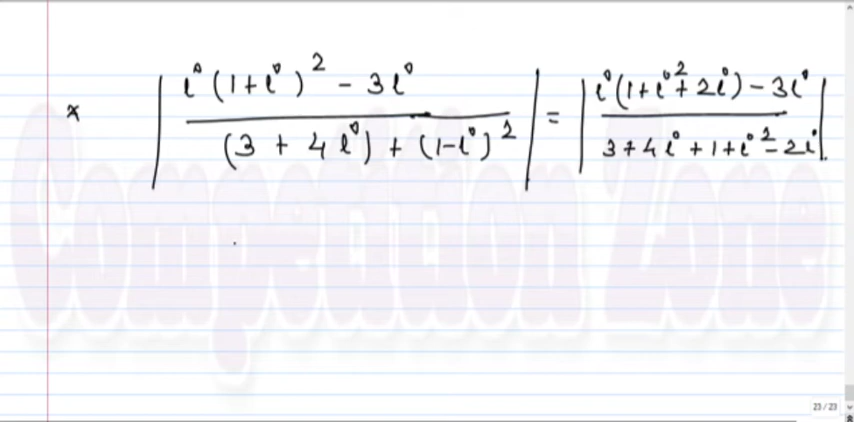 * | i(1+i)² - 3i / (3 + 4i) + (1-i)² | = | i(1+i²+2i) - 3i / 3+4i+1+i²-2i |
Competition Zone
23/23